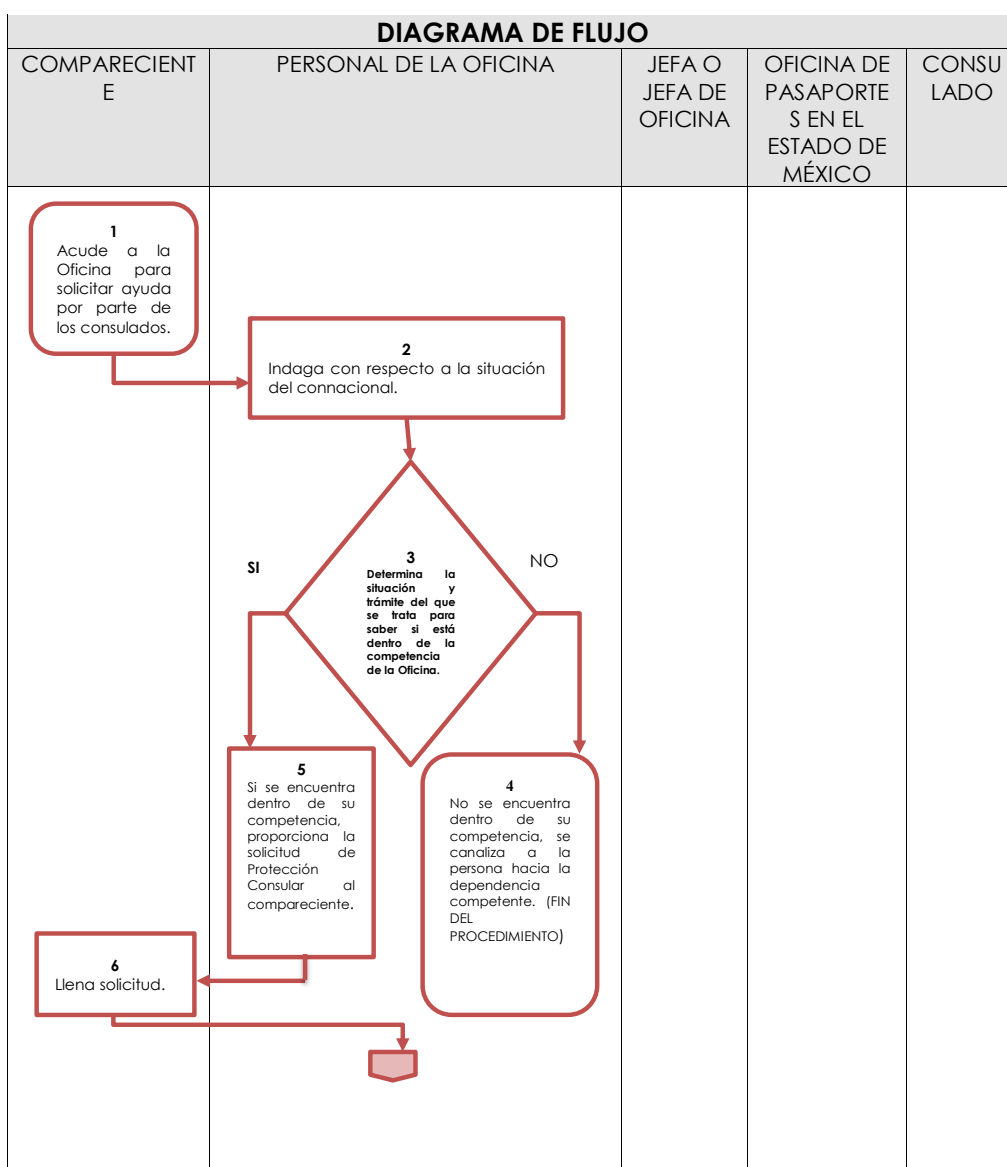 DIAGRAMA DE FLUJO
COMPARECIENT
E
PERSONAL DE LA OFICINA
JEFA O
JEFA DE
OFICINA
OFICINA DE
PASAPORTE
S EN EL
ESTADO DE
MÉXICO
CONSU
LADO
1
Acude a la
Oficina para
solicitar ayuda
por parte de
los consulados.
2
Indaga con respecto a la situación
del connacional.
SI
3
Determina la
situación y
trámite del que
se trata para
saber si está
dentro de la
competencia
de la Oficina.
NO
5
Si se encuentra
dentro de su
competencia,
proporciona la
solicitud de
Protección
Consular al
compareciente.
4
No se encuentra
dentro de su
competencia, se
canaliza a la
persona hacia la
dependencia
competente. (FIN
DEL
PROCEDIMIENTO)
6
Llena solicitud.